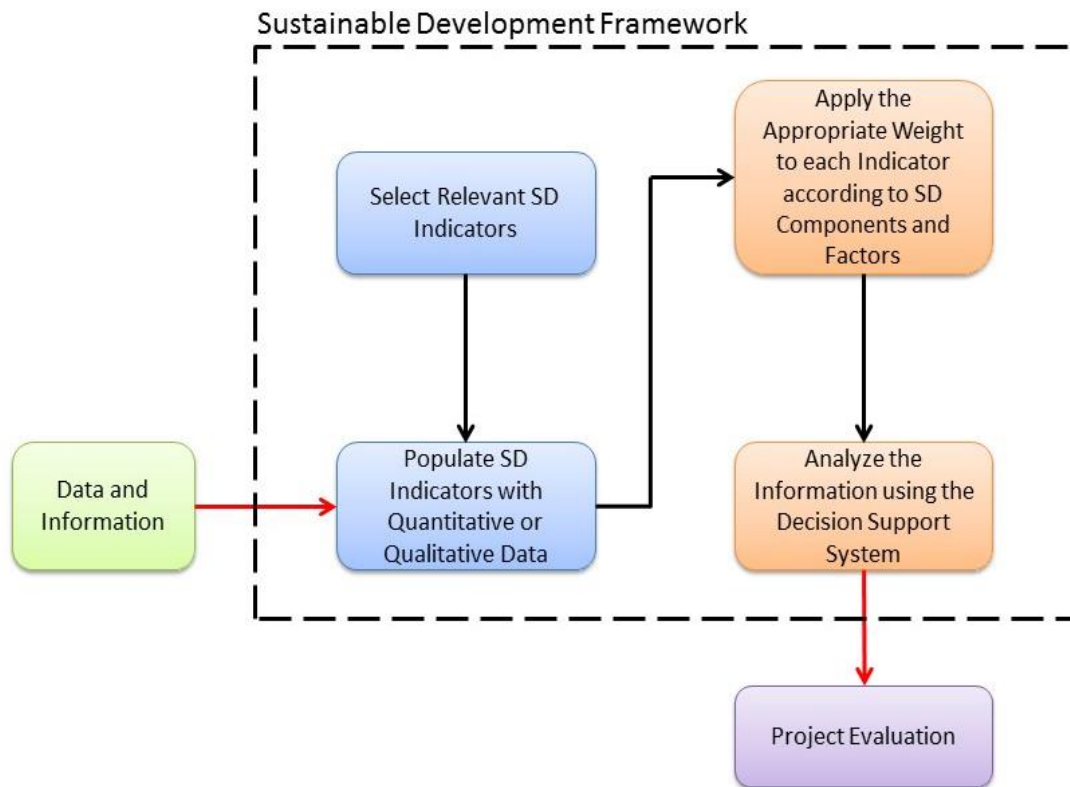 Sustainable Development Framework
Select Relevant SD
Indicators
Apply the
Appropriate Weight
to each Indicator
according to SD
Components and
Factors
Data and
Information
Populate SD
Indicators with
Quantitative or
Qualitative Data
Analyze the
Information using the
Decision Support
System
Project Evaluation